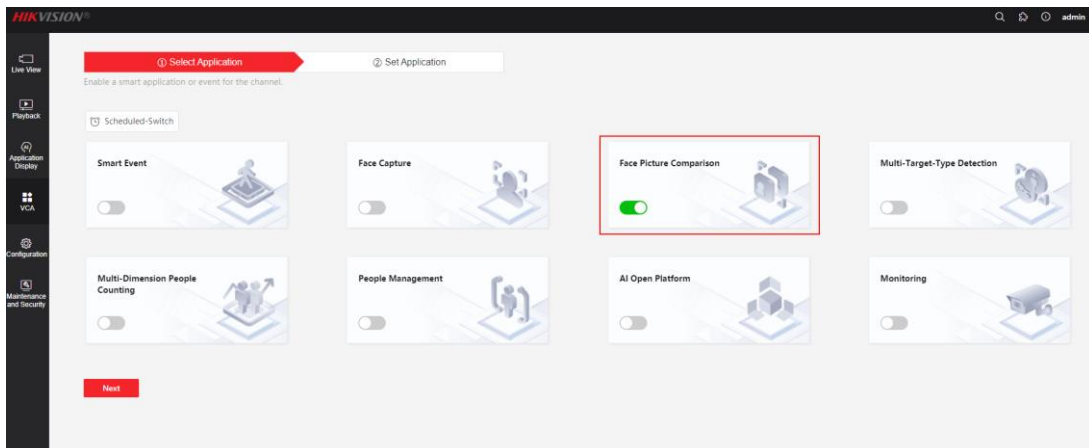 HIKVISION®
admin
Live View
Playback
Application
Display
VCA
Configuration
Maintenance
and Security
① Select Application
② Set Application
Enable a smart application or event for the channel.
Scheduled-Switch
Smart Event
Face Capture
Face Picture Comparison
Multi-Target-Type Detection
Multi-Dimension People
Counting
People Management
AI Open Platform
Monitoring
Next